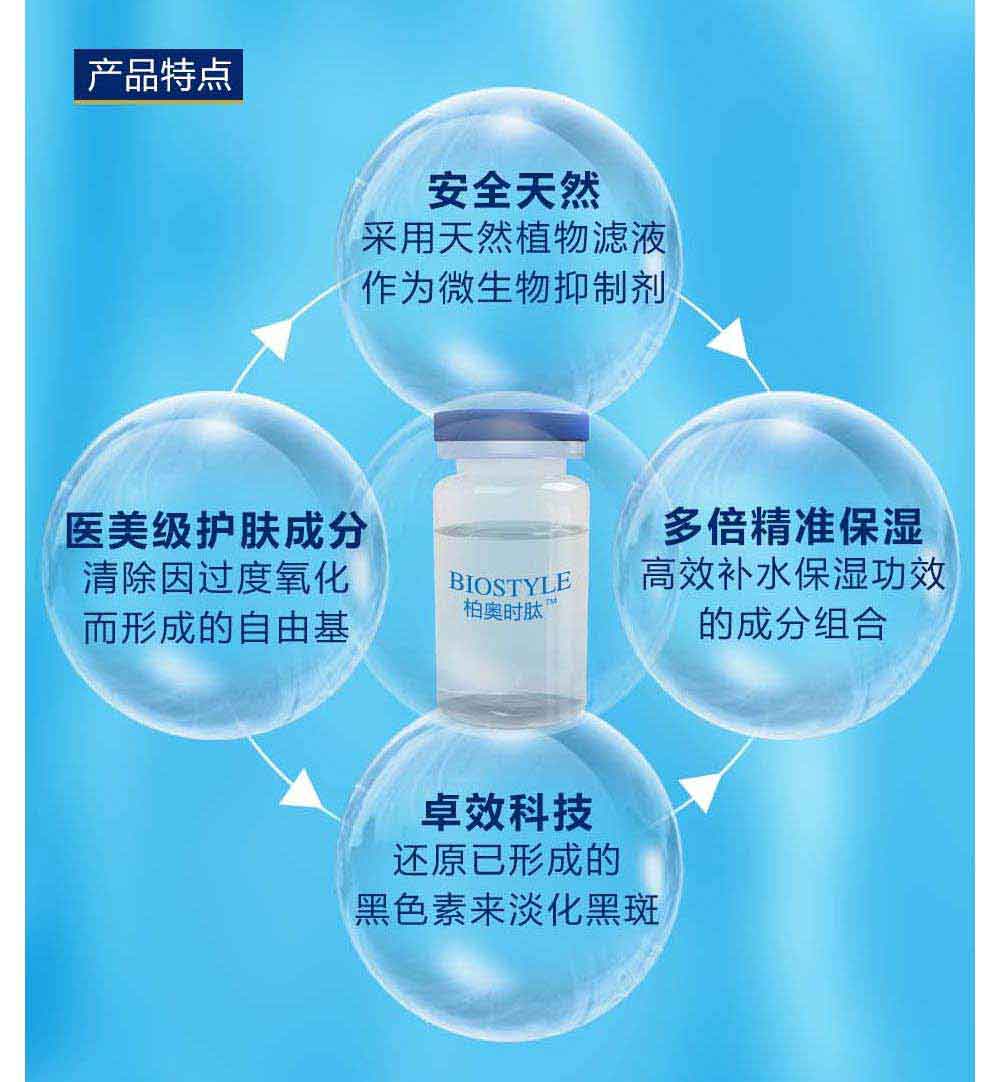 产品特点
安全天然
采用天然植物滤液
作为微生物抑制剂
医美级护肤成分
清除因过度氧化
而形成的自由基
多倍精准保湿
高效补水保湿功效
的成分组合
BIOSTYLE
柏奥时肽™
卓效科技
还原已形成的
黑色素来淡化黑斑